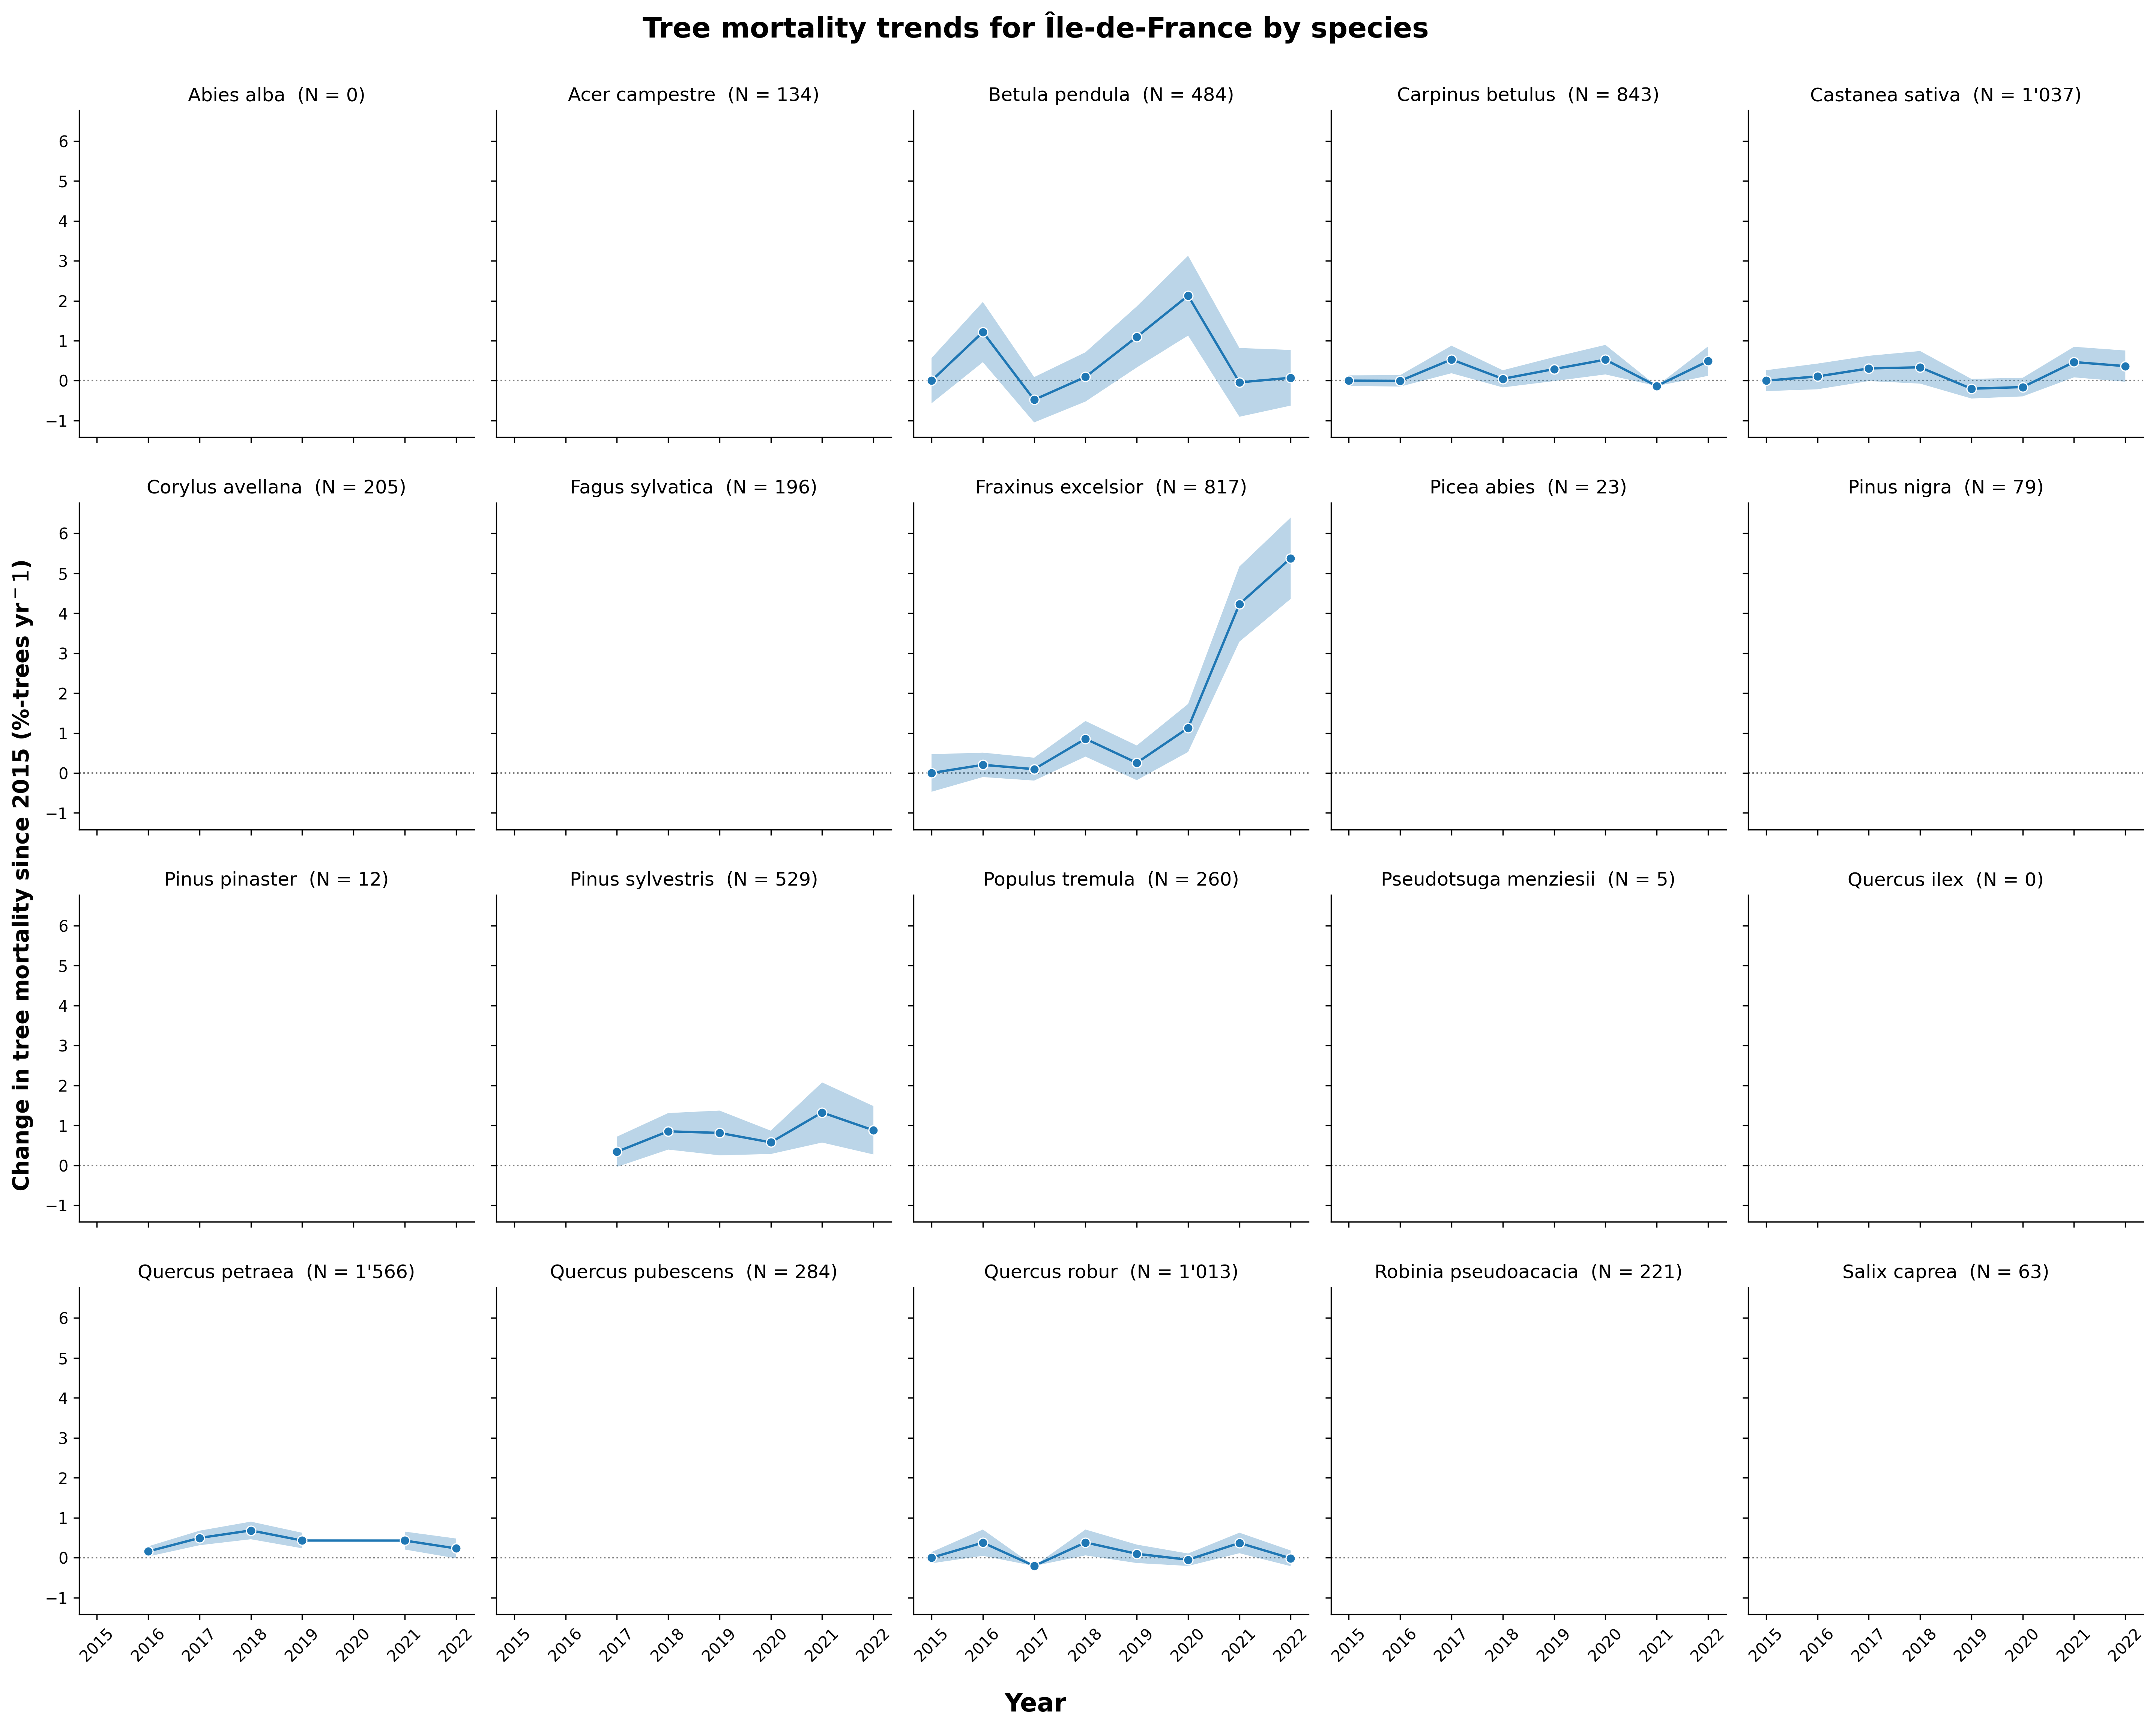 Tree mortality trends for Île-de-France by species
Abies alba (N = 0)
Acer campestre (N = 134)
Betula pendula (N = 484)
Carpinus betulus (N = 843)
Castanea sativa (N = 1'037)
6
5
4
3
2
1
0
−1
Corylus avellana (N = 205)
Fagus sylvatica (N = 196)
Fraxinus excelsior (N = 817)
Picea abies (N = 23)
Pinus nigra (N = 79)
6
5
4
3
2
1
0
−1
Change in tree mortality since 2015 (%-trees yr⁻1)
Pinus pinaster (N = 12)
Pinus sylvestris (N = 529)
Populus tremula (N = 260)
Pseudotsuga menziesii (N = 5)
Quercus ilex (N = 0)
6
5
4
3
2
1
0
−1
Quercus petraea (N = 1'566)
Quercus pubescens (N = 284)
Quercus robur (N = 1'013)
Robinia pseudoacacia (N = 221)
Salix caprea (N = 63)
6
5
4
3
2
1
0
−1
2015 2016 2017 2018 2019 2020 2021 2022
2015 2016 2017 2018 2019 2020 2021 2022
2015 2016 2017 2018 2019 2020 2021 2022
2015 2016 2017 2018 2019 2020 2021 2022
2015 2016 2017 2018 2019 2020 2021 2022
Year